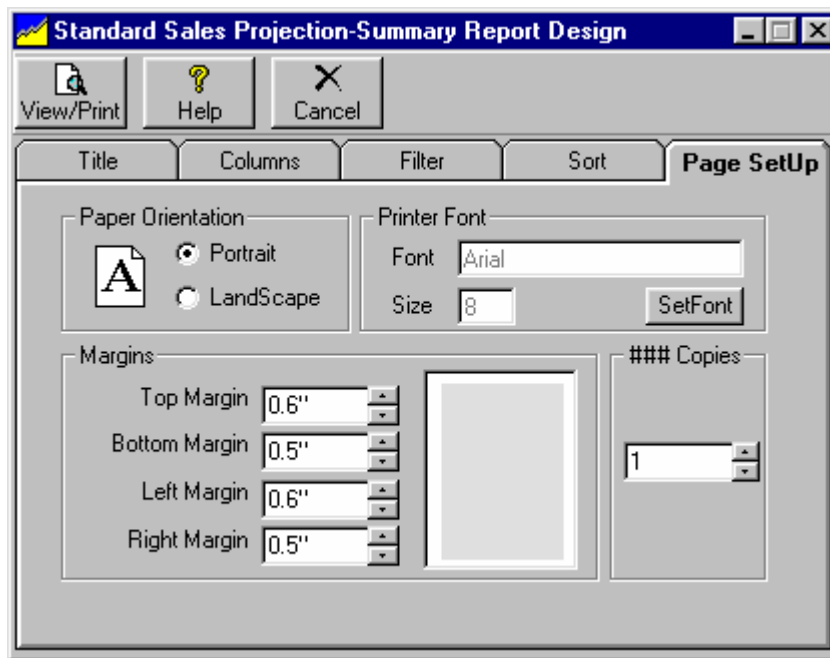 Standard Sales Projection-Summary Report Design
View/Print Help Cancel
Title Columns Filter Sort Page SetUp
Paper Orientation
A
Portrait
LandScape
Printer Font
Font Arial
Size 8 SetFont
Margins
Top Margin 0.6"
Bottom Margin 0.5"
Left Margin 0.6"
Right Margin 0.5"
### Copies
1